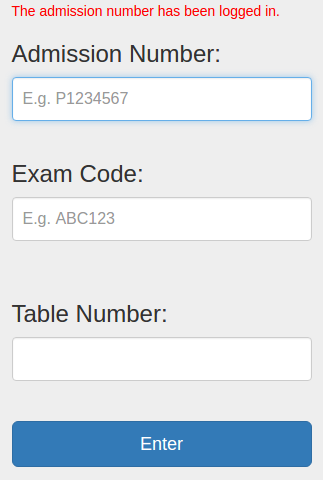 The admission number has been logged in.
Admission Number:
E.g. P1234567
Exam Code:
E.g. ABC123
Table Number:
Enter